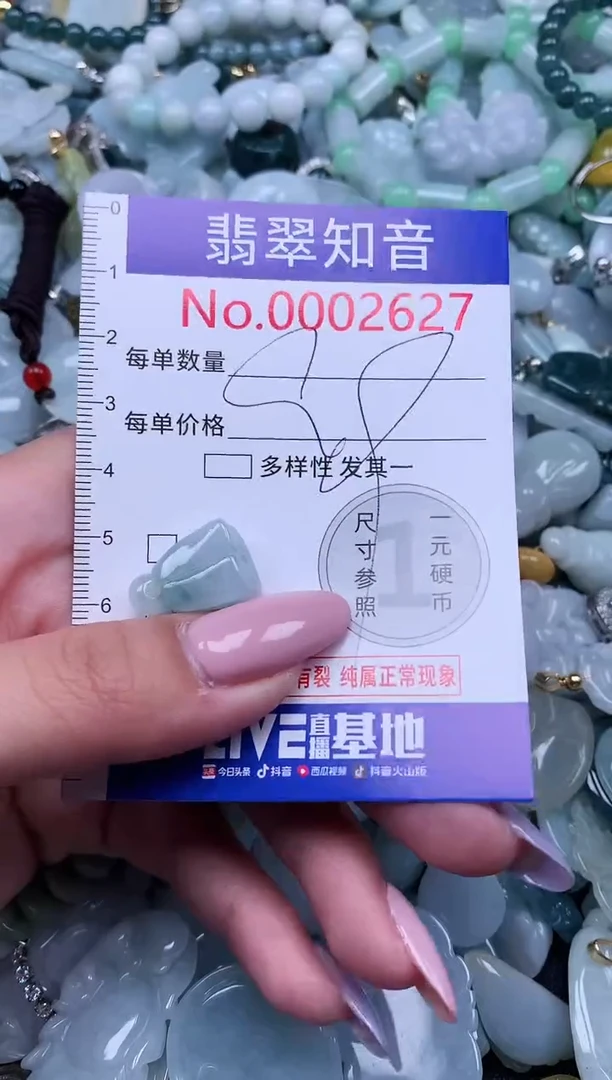 0
翡翠知音
1
No.0002627
2
每单数量
3
每单价格
4
多样性 发其一
5
尺寸参照
一元硬币
1
6
有裂 纯属正常现象
LIVE直播基地
今日头条 抖音 西瓜视频 抖音火山版